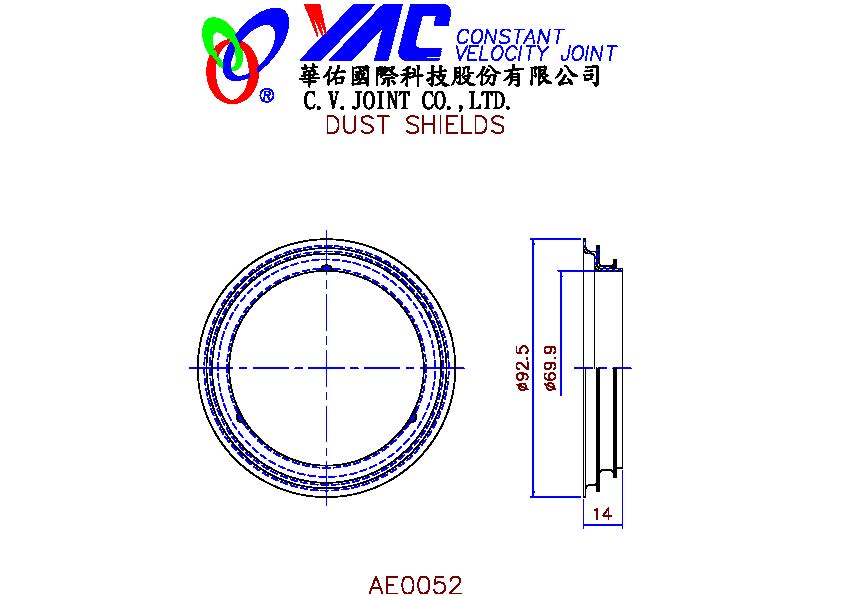 YAC CONSTANT
VELOCITY JOINT
®
華佑國際科技股份有限公司
C.V.JOINT CO.,LTD.
DUST SHIELDS
ø92.5
ø69.9
14
AE0052